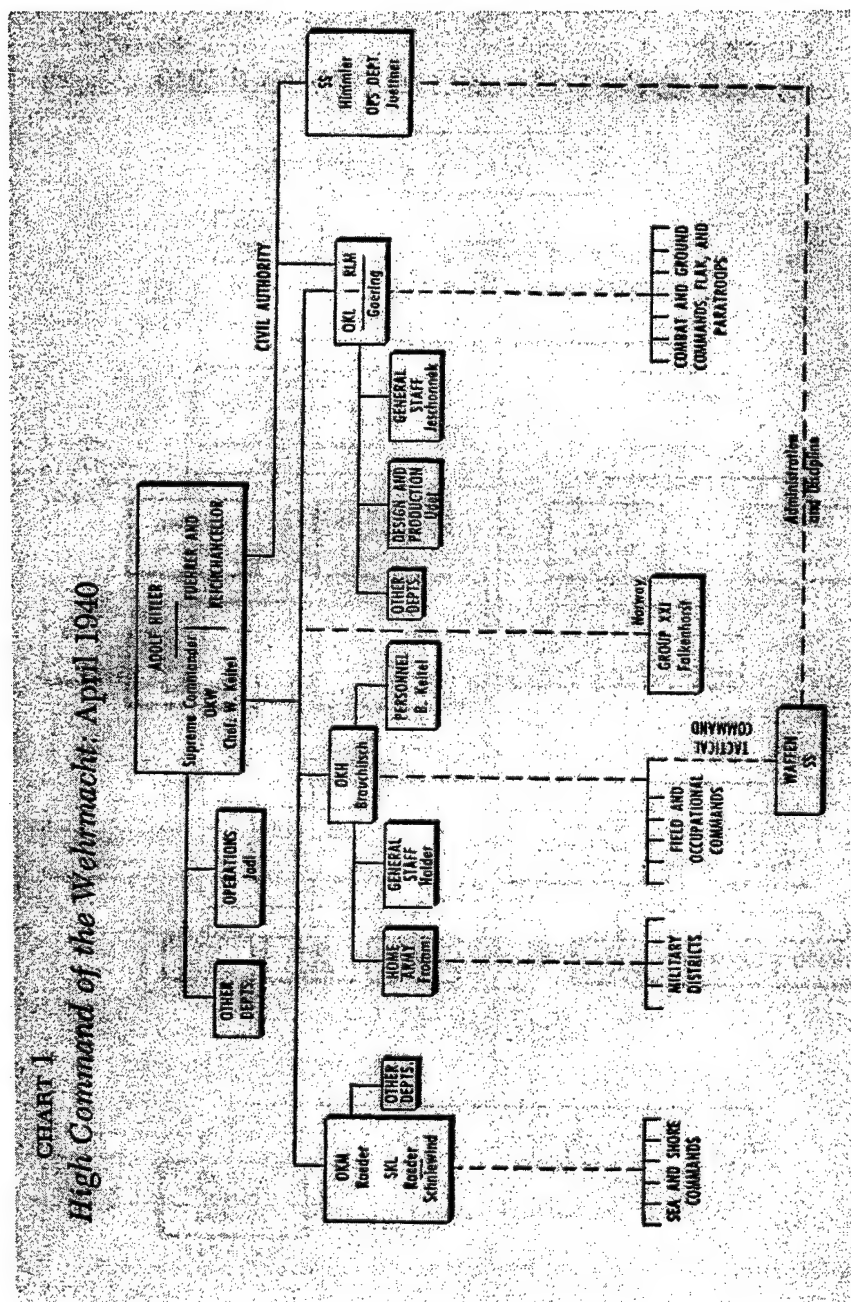 CHART 1
High Command of the Wehrmacht, April 1940
ADOLF HITLER
Supreme Commander
OKW
Chef: W. Keitel
FUEHRER AND
REICHCHANCELOR
OTHER
DEPTS.
OPERATIONS
Jodl
CIVIL AUTHORITY
OKM
Raeder
SKL
Raeder
Schniewind
OTHER
DEPTS.
OKH
Brauchitsch
HOME
ARMY
Fromm
GENERAL
STAFF
Halder
PERSONNEL
B. Keitel
OKL RLM
Goering
OTHER
DEPTS.
DESIGN AND
PRODUCTION
Udet
GENERAL
STAFF
Jeschonnek
SS
Himmler
OPS DEPT.
Juettner
SEA AND SHORE
COMMANDS
MILITARY
DISTRICTS
FIELD AND
OCCUPATIONAL
COMMANDS
Norway
GROUP XXI
Falkenhorst
COMBAT AND GROUND
COMMANDS, FLAK, AND
PARATROOPS
TACTICAL
COMMAND
WAFFEN
SS
Administration
and Discipline